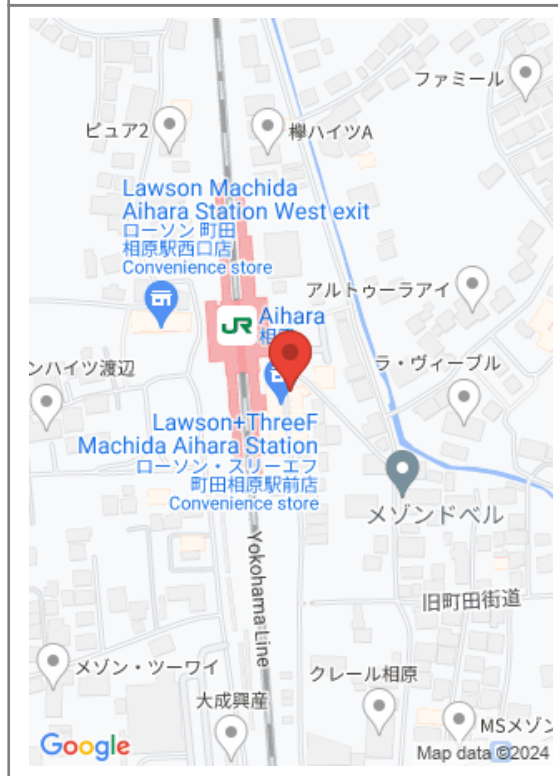 ファミール
ピュア2
欅ハイツA
Lawson Machida
Aihara Station West exit
ローソン 町田
相原駅西口店
Convenience store
アルトゥーラアイ
JR
Aihara
ンハイツ渡辺
ラ・ヴィーブル
Lawson+ThreeF
Machida Aihara Station
ローソン・スリーエフ
町田相原駅前店
Convenience store
メゾンドベル
Yokohama Line
旧町田街道
メゾン・ツーワイ
クレール相原
大成興産
MSメゾン
Google
Map data ©2024